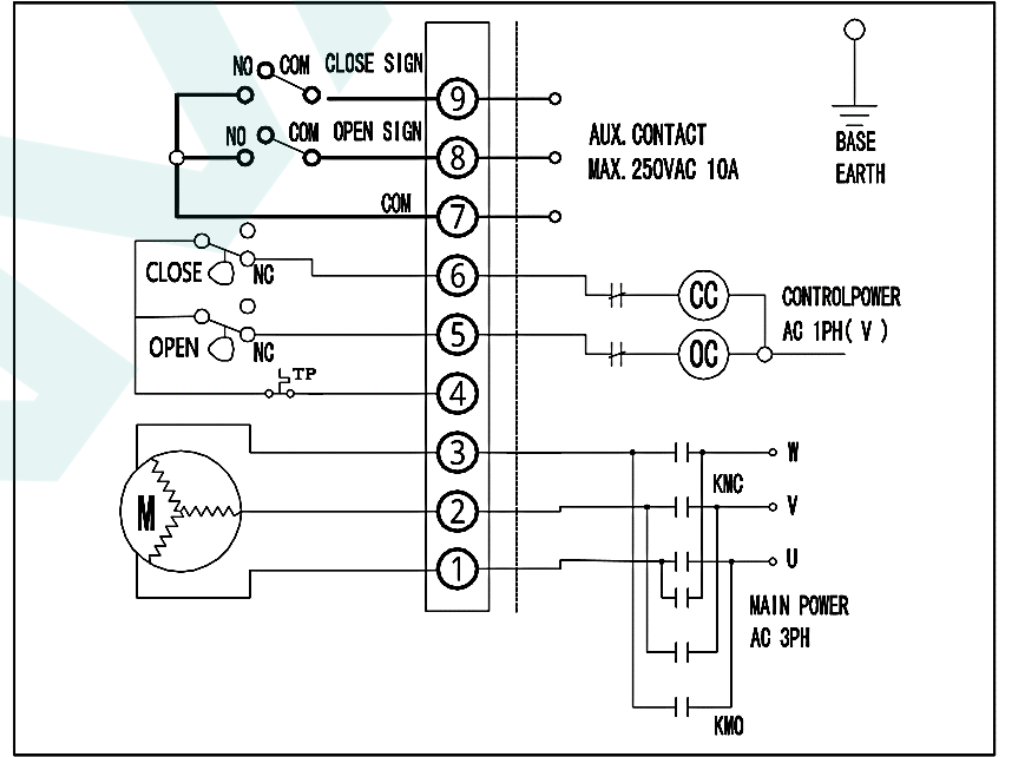 NO COM CLOSE SIGN
9
NO COM OPEN SIGN
8
AUX. CONTACT
MAX. 250VAC 10A
BASE
EARTH
COM
7
CLOSE NC
6
CC
CONTROLPOWER
AC 1PH( V )
OPEN NC
5
OC
TP
4
3
W
KMC
M
2
V
1
U
MAIN POWER
AC 3PH
KMO